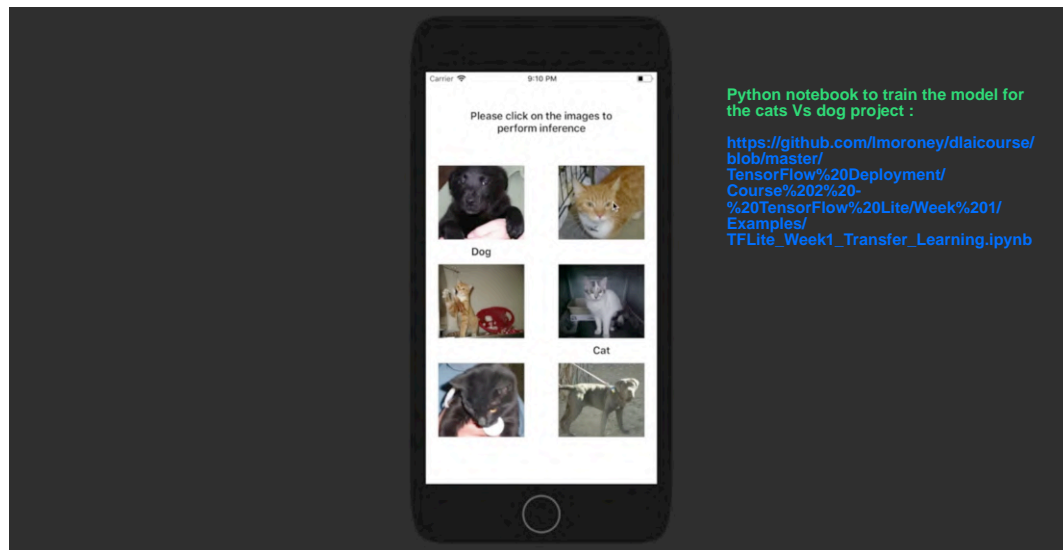 Carrier
9:10 PM
Please click on the images to
perform inference
Dog
Cat
Python notebook to train the model for
the cats Vs dog project :
https://github.com/lmoroney/dlaicourse/
blob/master/
TensorFlow%20Deployment/
Course%202%20-
%20TensorFlow%20Lite/Week%201/
Examples/
TFLite_Week1_Transfer_Learning.ipynb